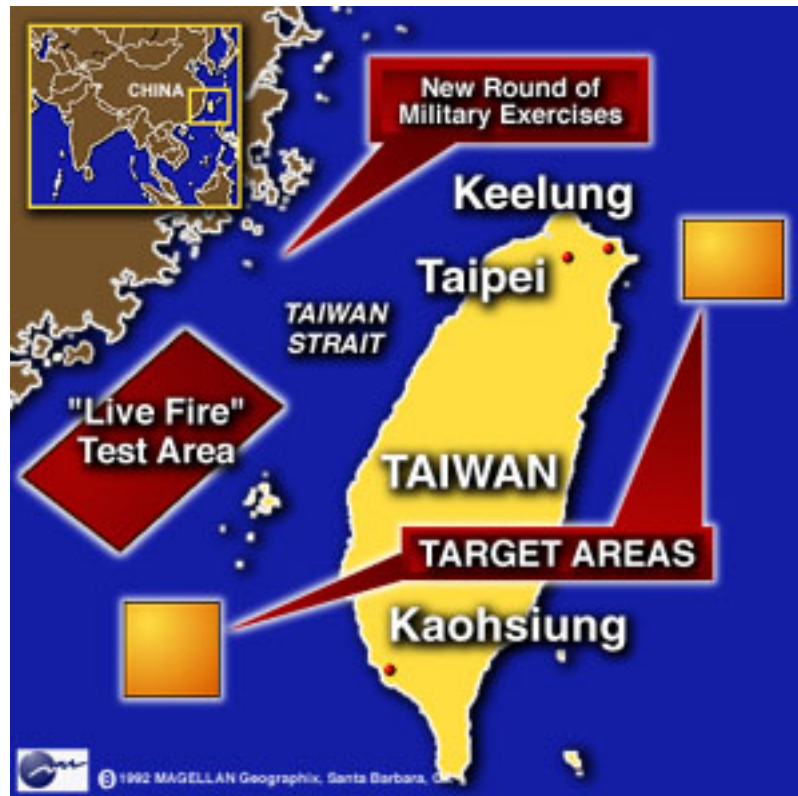 CHINA
New Round of
Military Exercises
Keelung
Taipei
TAIWAN
STRAIT
"Live Fire"
Test Area
TAIWAN
TARGET AREAS
Kaohsiung
© 1992 MAGELLAN Geographix, Santa Barbara,